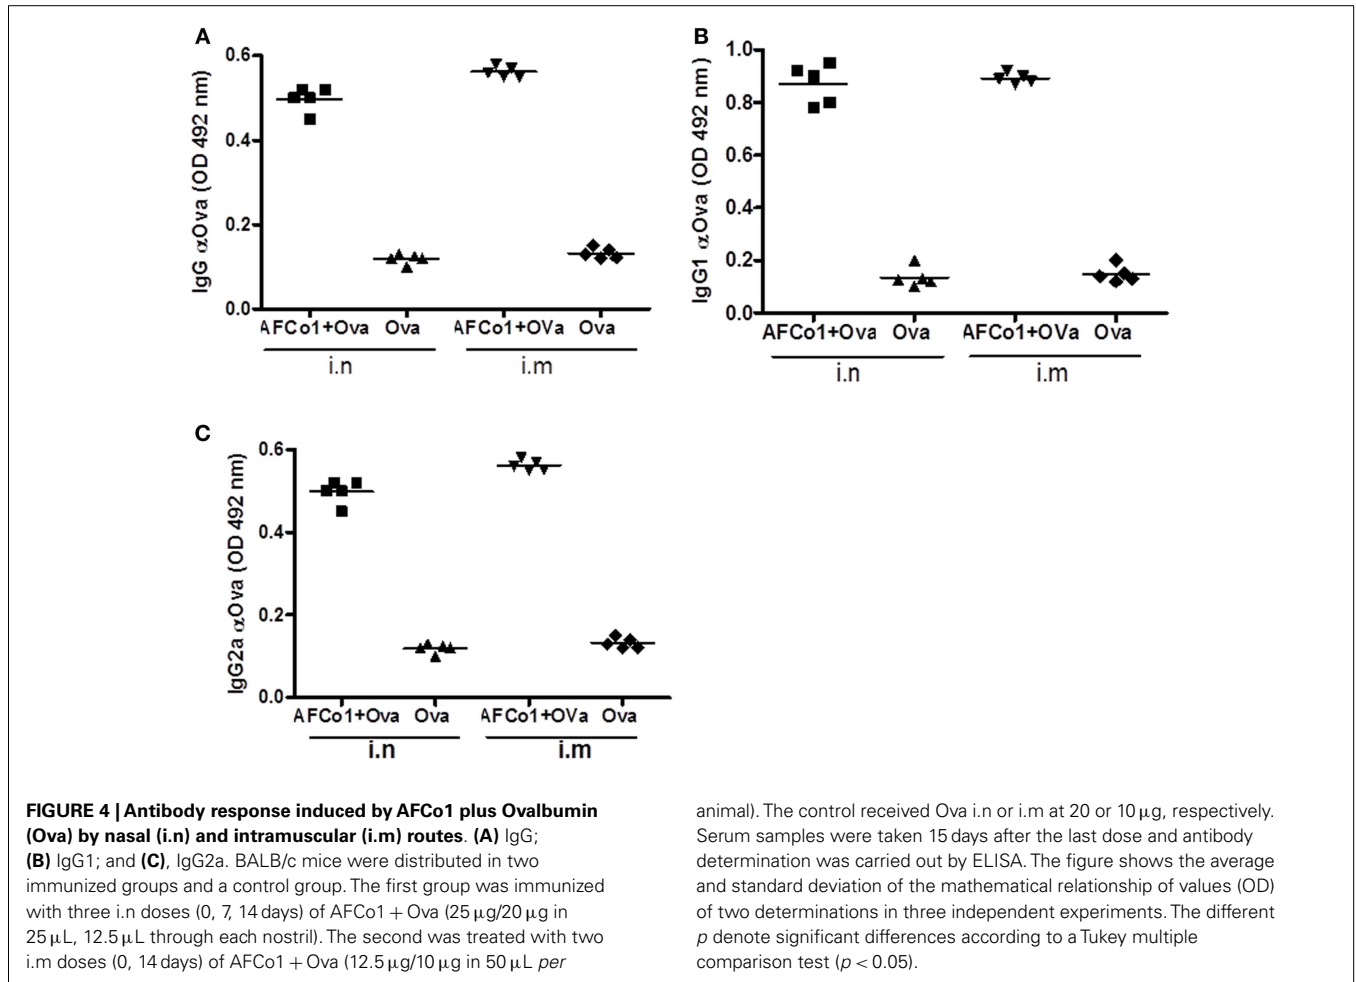 A
IgG αOva (OD 492 nm)
0.6
0.4
0.2
0.0
AFCo1+Ova Ova AFCo1+OVa Ova
i.n i.m
B
IgG1 αOva (OD 492 nm)
1.0
0.8
0.6
0.4
0.2
0.0
AFCo1+OVa Ova AFCo1+OVa Ova
i.n i.m
C
IgG2a αOva (OD 492 nm)
0.6
0.4
0.2
0.0
AFCo1+Ova Ova AFCo1+OVa Ova
i.n i.m
FIGURE 4 | Antibody response induced by AFCo1 plus Ovalbumin
(Ova) by nasal (i.n) and intramuscular (i.m) routes. (A) IgG;
(B) IgG1; and (C), IgG2a. BALB/c mice were distributed in two
immunized groups and a control group. The first group was immunized
with three i.n doses (0, 7, 14 days) of AFCo1 + Ova (25 μg/20 μg in
25 μL, 12.5 μL through each nostril). The second was treated with two
i.m doses (0, 14 days) of AFCo1 + Ova (12.5 μg/10 μg in 50 μL per
animal). The control received Ova i.n or i.m at 20 or 10 μg, respectively.
Serum samples were taken 15 days after the last dose and antibody
determination was carried out by ELISA. The figure shows the average
and standard deviation of the mathematical relationship of values (OD)
of two determinations in three independent experiments. The different
p denote significant differences according to a Tukey multiple
comparison test (p < 0.05).